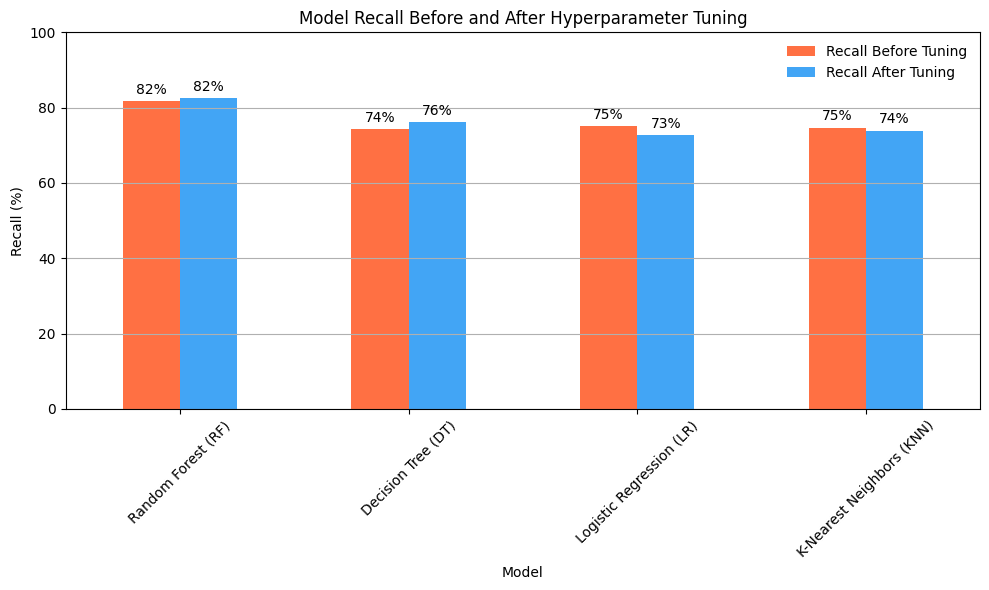 Model Recall Before and After Hyperparameter Tuning
Recall Before Tuning
Recall After Tuning
100
80
60
40
20
0
Recall (%)
82%
82%
74%
76%
75%
73%
75%
74%
Random Forest (RF)
Decision Tree (DT)
Logistic Regression (LR)
K-Nearest Neighbors (KNN)
Model